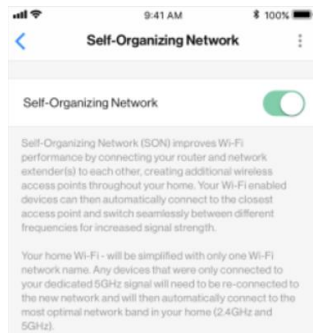 9:41 AM 100%
Self-Organizing Network
Self-Organizing Network
Self-Organizing Network (SON) improves Wi-Fi
performance by connecting your router and network
extender(s) to each other, creating additional wireless
access points throughout your home. Your Wi-Fi enabled
devices can then automatically connect to the closest
access point and switch seamlessly between different
frequencies for increased signal strength.
Your home Wi-Fi - will be simplified with only one Wi-Fi
network name. Any devices that were only connected to
your dedicated 5GHz signal will need to be re-connected to
the new network and will then automatically connect to the
most optimal network band in your home (2.4GHz and
5GHz).